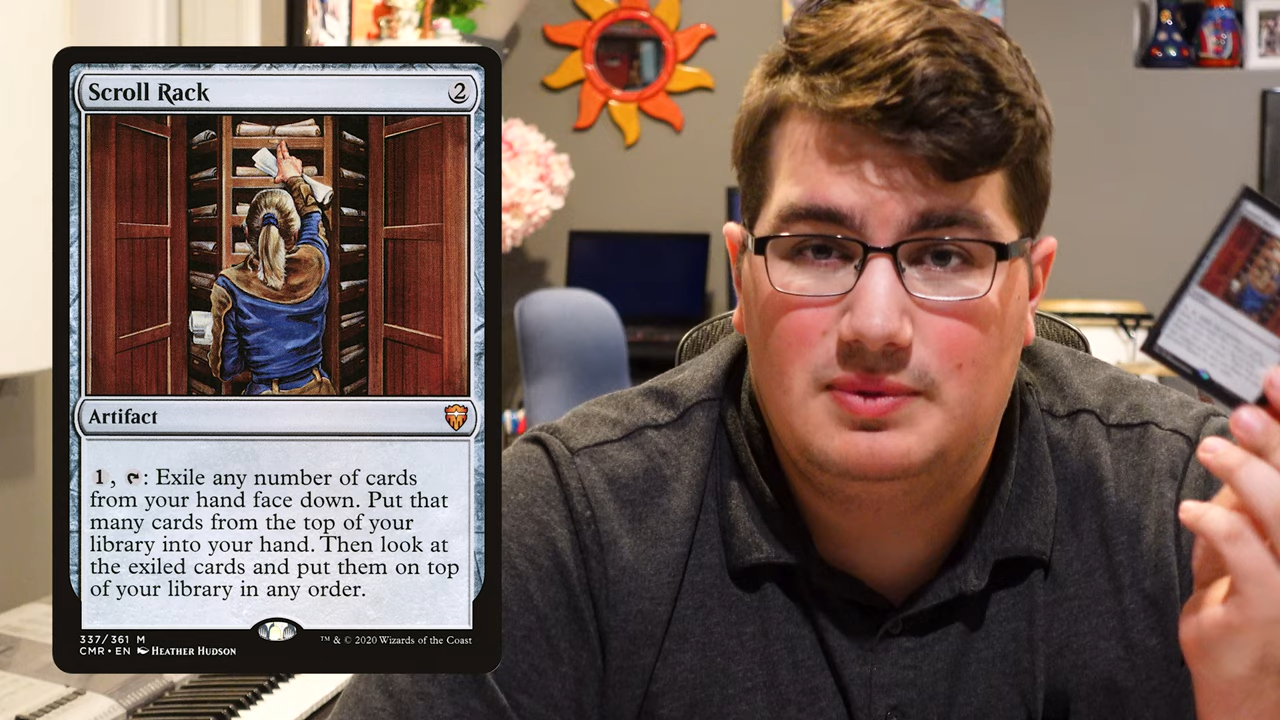 Scroll Rack 2
Artifact
1, : Exile any number of cards
from your hand face down. Put that
many cards from the top of your
library into your hand. Then look at
the exiled cards and put them on top
of your library in any order.
337/361 M
CMR • EN Heather Hudson
™ & © 2020 Wizards of the Coast